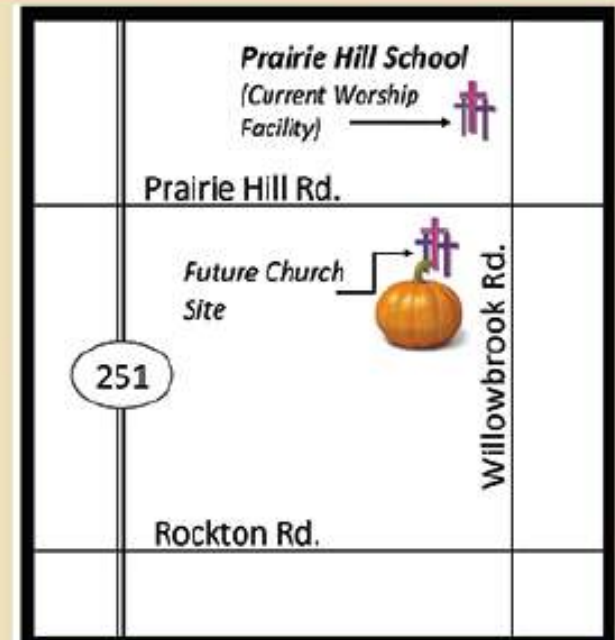 Prairie Hill School
(Current Worship
Facility)
Prairie Hill Rd.
Future Church
Site
Willowbrook Rd.
251
Rockton Rd.